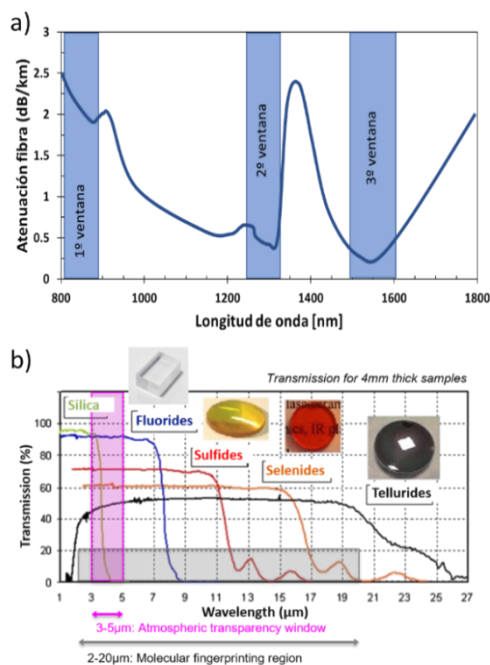 a)
Atenuación fibra (dB/km)
3
2.5
2
1.5
1
0.5
0
1º ventana
2º ventana
3º ventana
800
1000
1200
1400
1600
1800
Longitud de onda [nm]
b)
Transmission for 4mm thick samples
Silica
Fluorides
Sulfides
Selenides
Tellurides
Transmission (%)
100
80
60
40
20
0
1
3
5
7
9
11
13
15
17
19
21
23
25
27
Wavelength (µm)
3-5µm: Atmospheric transparency window
2-20µm: Molecular fingerprinting region